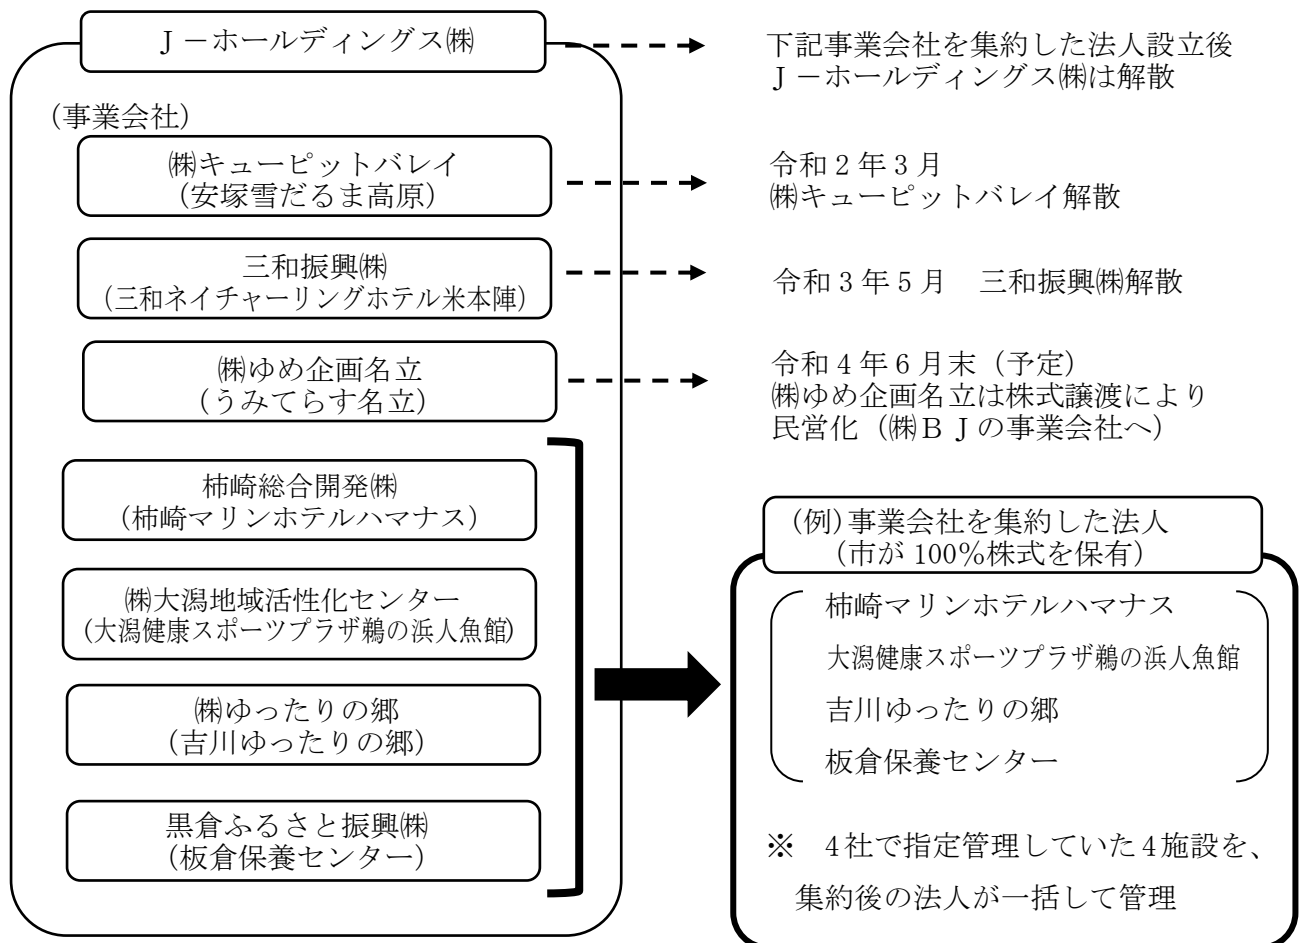 J－ホールディングス㈱
下記事業会社を集約した法人設立後
J－ホールディングス㈱は解散
(事業会社)
㈱キューピットバレイ
(安塚雪だるま高原)
令和2年3月
㈱キューピットバレイ解散
三和振興㈱
(三和ネイチャーリングホテル米本陣)
令和3年5月　三和振興㈱解散
㈱ゆめ企画名立
(うみてらす名立)
令和4年6月末（予定）
㈱ゆめ企画名立は株式譲渡により
民営化（㈱BJの事業会社へ）
柿崎総合開発㈱
(柿崎マリンホテルハマナス)
㈱大潟地域活性化センター
(大潟健康スポーツプラザ鵜の浜人魚館)
㈱ゆったりの郷
(吉川ゆったりの郷)
黒倉ふるさと振興㈱
(板倉保養センター)
(例)事業会社を集約した法人
(市が100％株式を保有)
柿崎マリンホテルハマナス
大潟健康スポーツプラザ鵜の浜人魚館
吉川ゆったりの郷
板倉保養センター
※　4社で指定管理していた4施設を、
集約後の法人が一括して管理